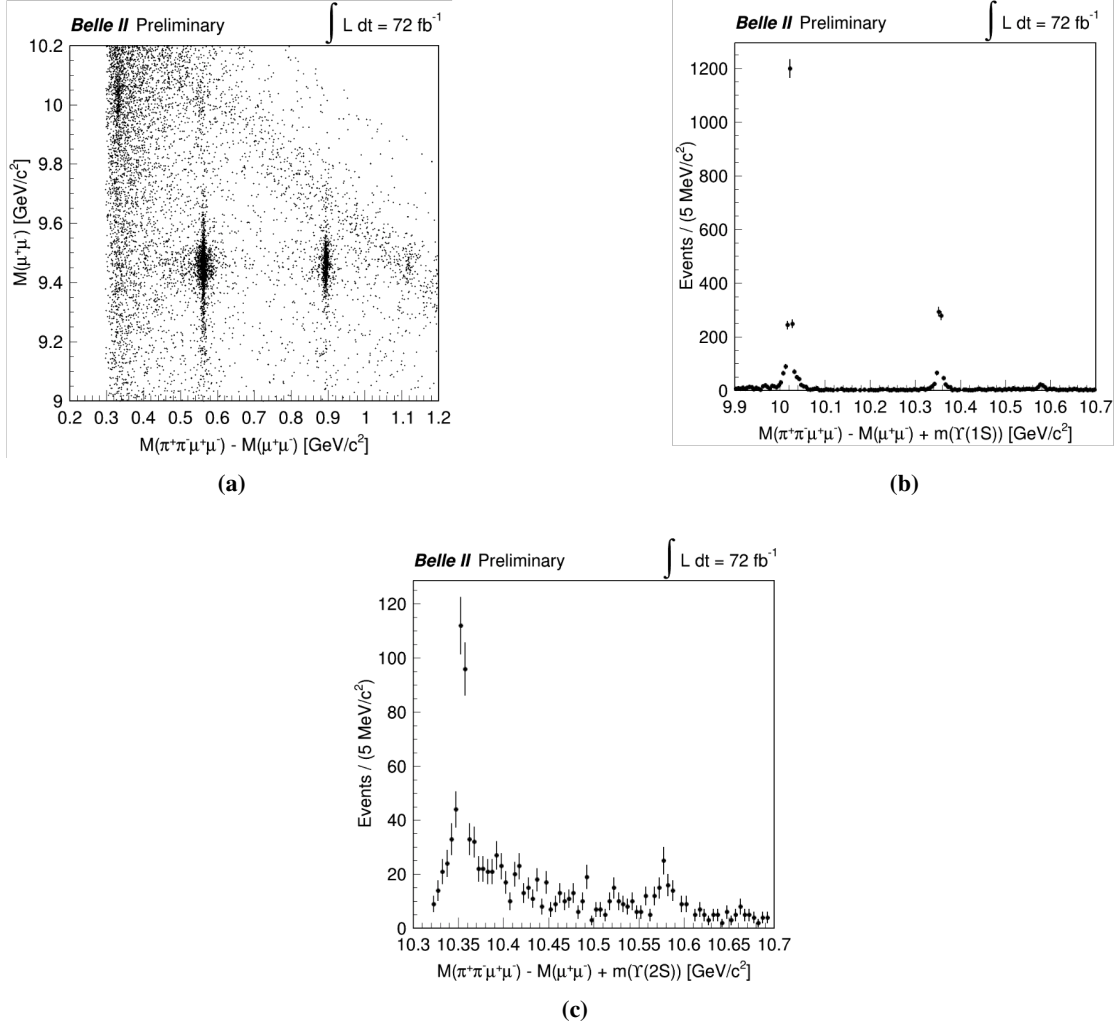 Belle II Preliminary ∫ L dt = 72 fb⁻¹
10.2
10
9.8
9.6
9.4
9.2
9
M(μ⁺μ⁻) [GeV/c²]
0.2 0.3 0.4 0.5 0.6 0.7 0.8 0.9 1 1.1 1.2
M(π⁺π⁻μ⁺μ⁻) - M(μ⁺μ⁻) [GeV/c²]
(a)
Belle II Preliminary ∫ L dt = 72 fb⁻¹
1200
1000
800
600
400
200
0
Events / (5 MeV/c²)
9.9 10 10.1 10.2 10.3 10.4 10.5 10.6 10.7
M(π⁺π⁻μ⁺μ⁻) - M(μ⁺μ⁻) + m(Υ(1S)) [GeV/c²]
(b)
Belle II Preliminary ∫ L dt = 72 fb⁻¹
120
100
80
60
40
20
0
Events / (5 MeV/c²)
10.3 10.35 10.4 10.45 10.5 10.55 10.6 10.65 10.7
M(π⁺π⁻μ⁺μ⁻) - M(μ⁺μ⁻) + m(Υ(2S)) [GeV/c²]
(c)